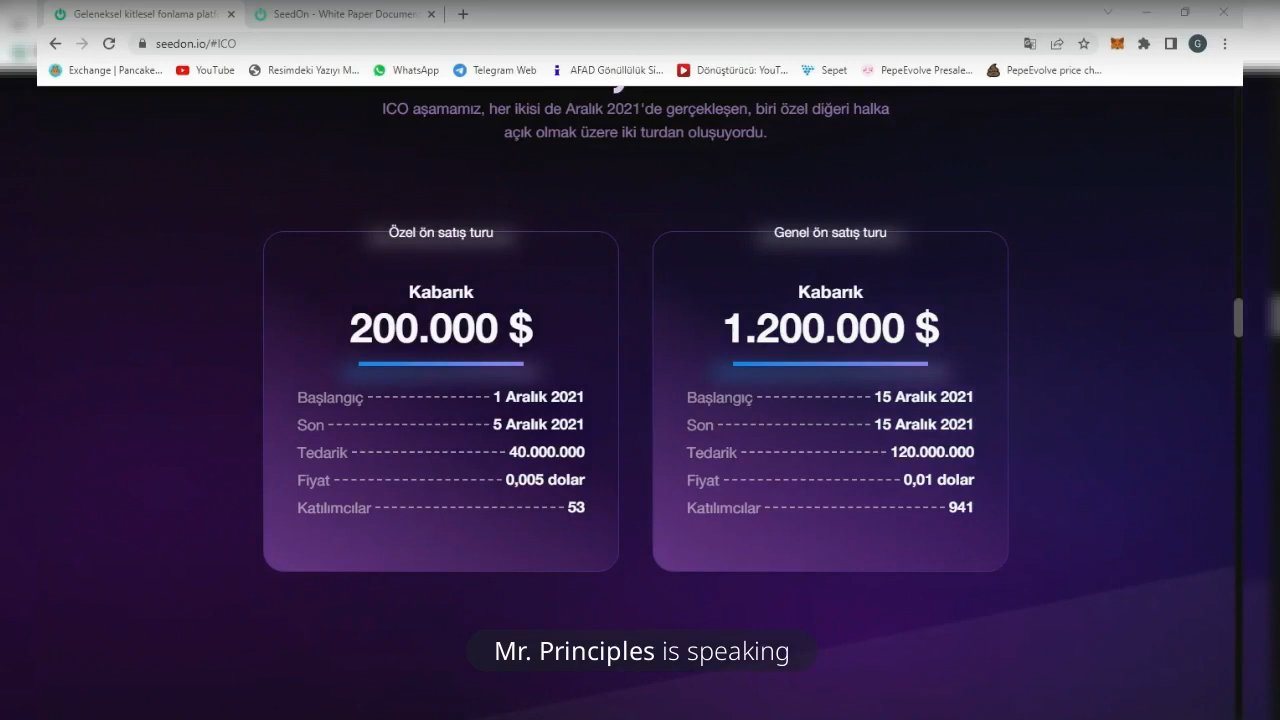 Geleneksel kitlesel fonlama platf
SeedOn - White Paper Documen
seedon.io/#ICO
G
Exchange | Pancake...
YouTube
Resimdeki Yazıyı M...
WhatsApp
Telegram Web
AFAD Gönüllülük Si...
Dönüştürücü: YouT...
Sepet
PepeEvolve Presale...
PepeEvolve price ch...
ICO aşamamız, her ikisi de Aralık 2021'de gerçekleşen, biri özel diğeri halka
açık olmak üzere iki turdan oluşuyordu.
Özel ön satış turu
Kabarık
200.000 $
Başlangıç 1 Aralık 2021
Son 5 Aralık 2021
Tedarik 40.000.000
Fiyat 0,005 dolar
Katılımcılar 53
Genel ön satış turu
Kabarık
1.200.000 $
Başlangıç 15 Aralık 2021
Son 15 Aralık 2021
Tedarik 120.000.000
Fiyat 0,01 dolar
Katılımcılar 941
Mr. Principles is speaking